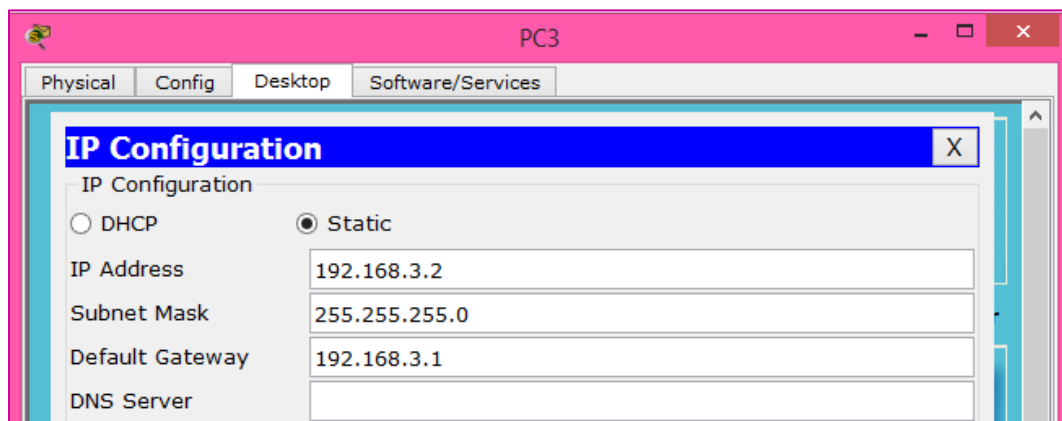 PC3
Physical Config Desktop Software/Services
IP Configuration X
IP Configuration
DHCP Static
IP Address 192.168.3.2
Subnet Mask 255.255.255.0
Default Gateway 192.168.3.1
DNS Server